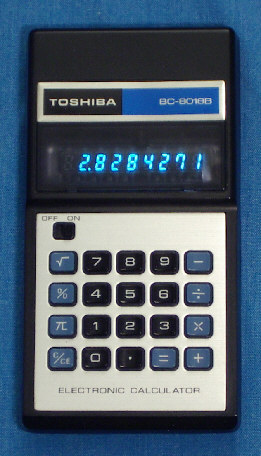 TOSHIBA BC-8018B
2.8284271
OFF ON
√ 7 8 9 −
% 4 5 6 ÷
π 1 2 3 ×
C/CE 0 · = +
ELECTRONIC CALCULATOR